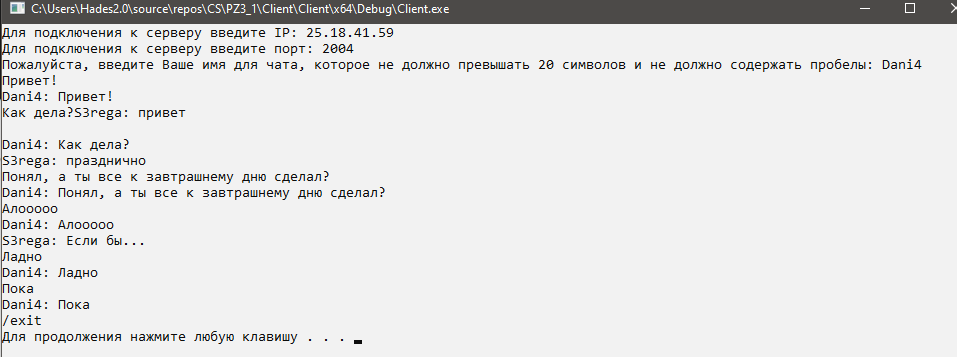 C:\Users\Hades2.0\source\repos\CS\PZ3_1\Client\Client\x64\Debug\Client.exe
Для подключения к серверу введите IP: 25.18.41.59
Для подключения к серверу введите порт: 2004
Пожалуйста, введите Ваше имя для чата, которое не должно превышать 20 символов и не должно содержать пробелы: Dani4
Привет!
Dani4: Привет!
Как дела?S3rega: привет
Dani4: Как дела?
S3rega: празднично
Понял, а ты все к завтрашнему дню сделал?
Dani4: Понял, а ты все к завтрашнему дню сделал?
Алооооо
Dani4: Алооооо
S3rega: Если бы...
Ладно
Dani4: Ладно
Пока
Dani4: Пока
/exit
Для продолжения нажмите любую клавишу . . .